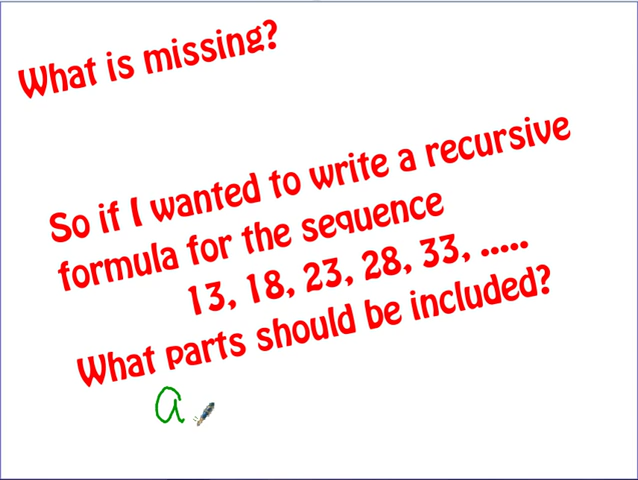 What is missing?
So if I wanted to write a recursive
formula for the sequence
13, 18, 23, 28, 33, .....
What parts should be included?
a